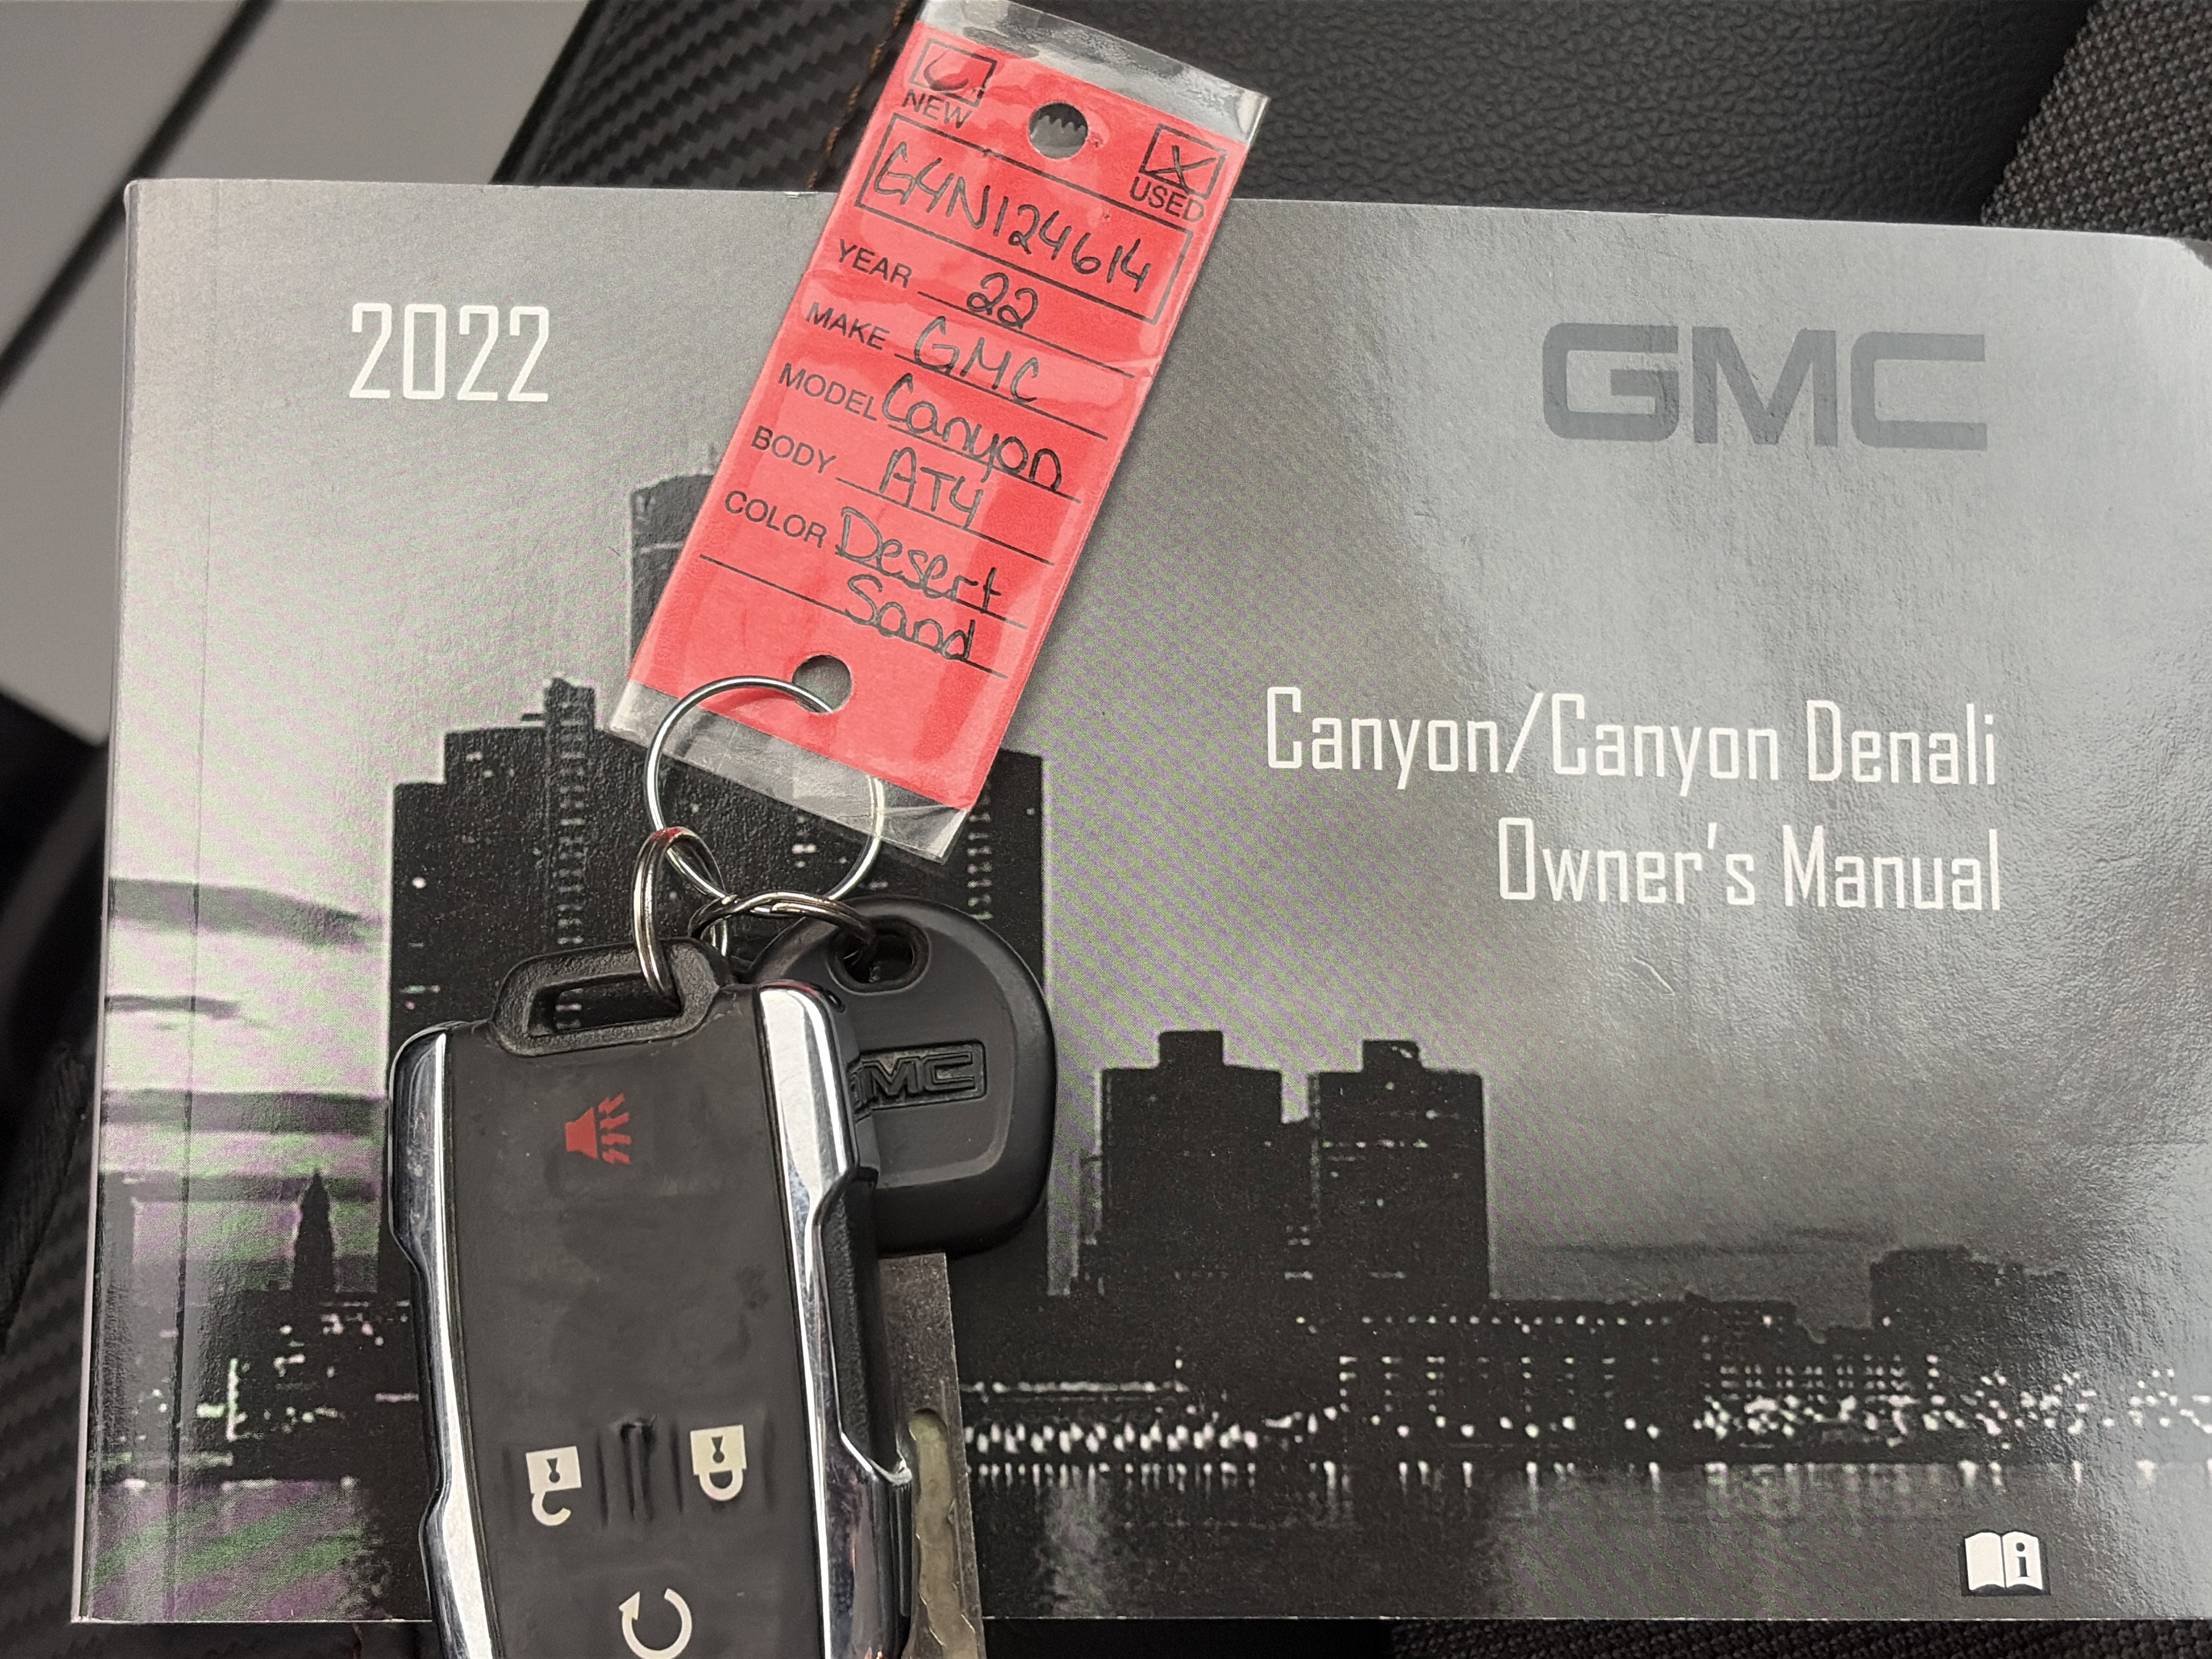 NEW
USED
G4N124614
YEAR 22
MAKE GMC
MODEL Canyon
BODY AT4
COLOR Desert
Sand
2022
GMC
Canyon/Canyon Denali
Owner's Manual
GMC
i